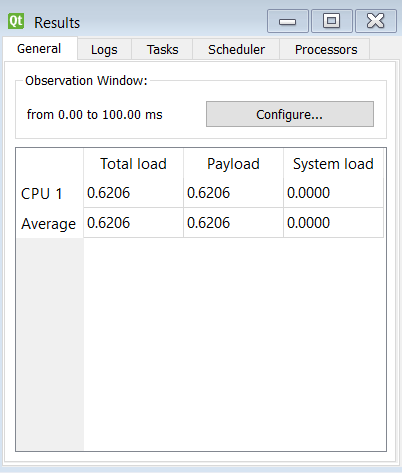 Qt Results
General Logs Tasks Scheduler Processors
Observation Window:
from 0.00 to 100.00 ms Configure...
Total load Payload System load
CPU 1 0.6206 0.6206 0.0000
Average 0.6206 0.6206 0.0000